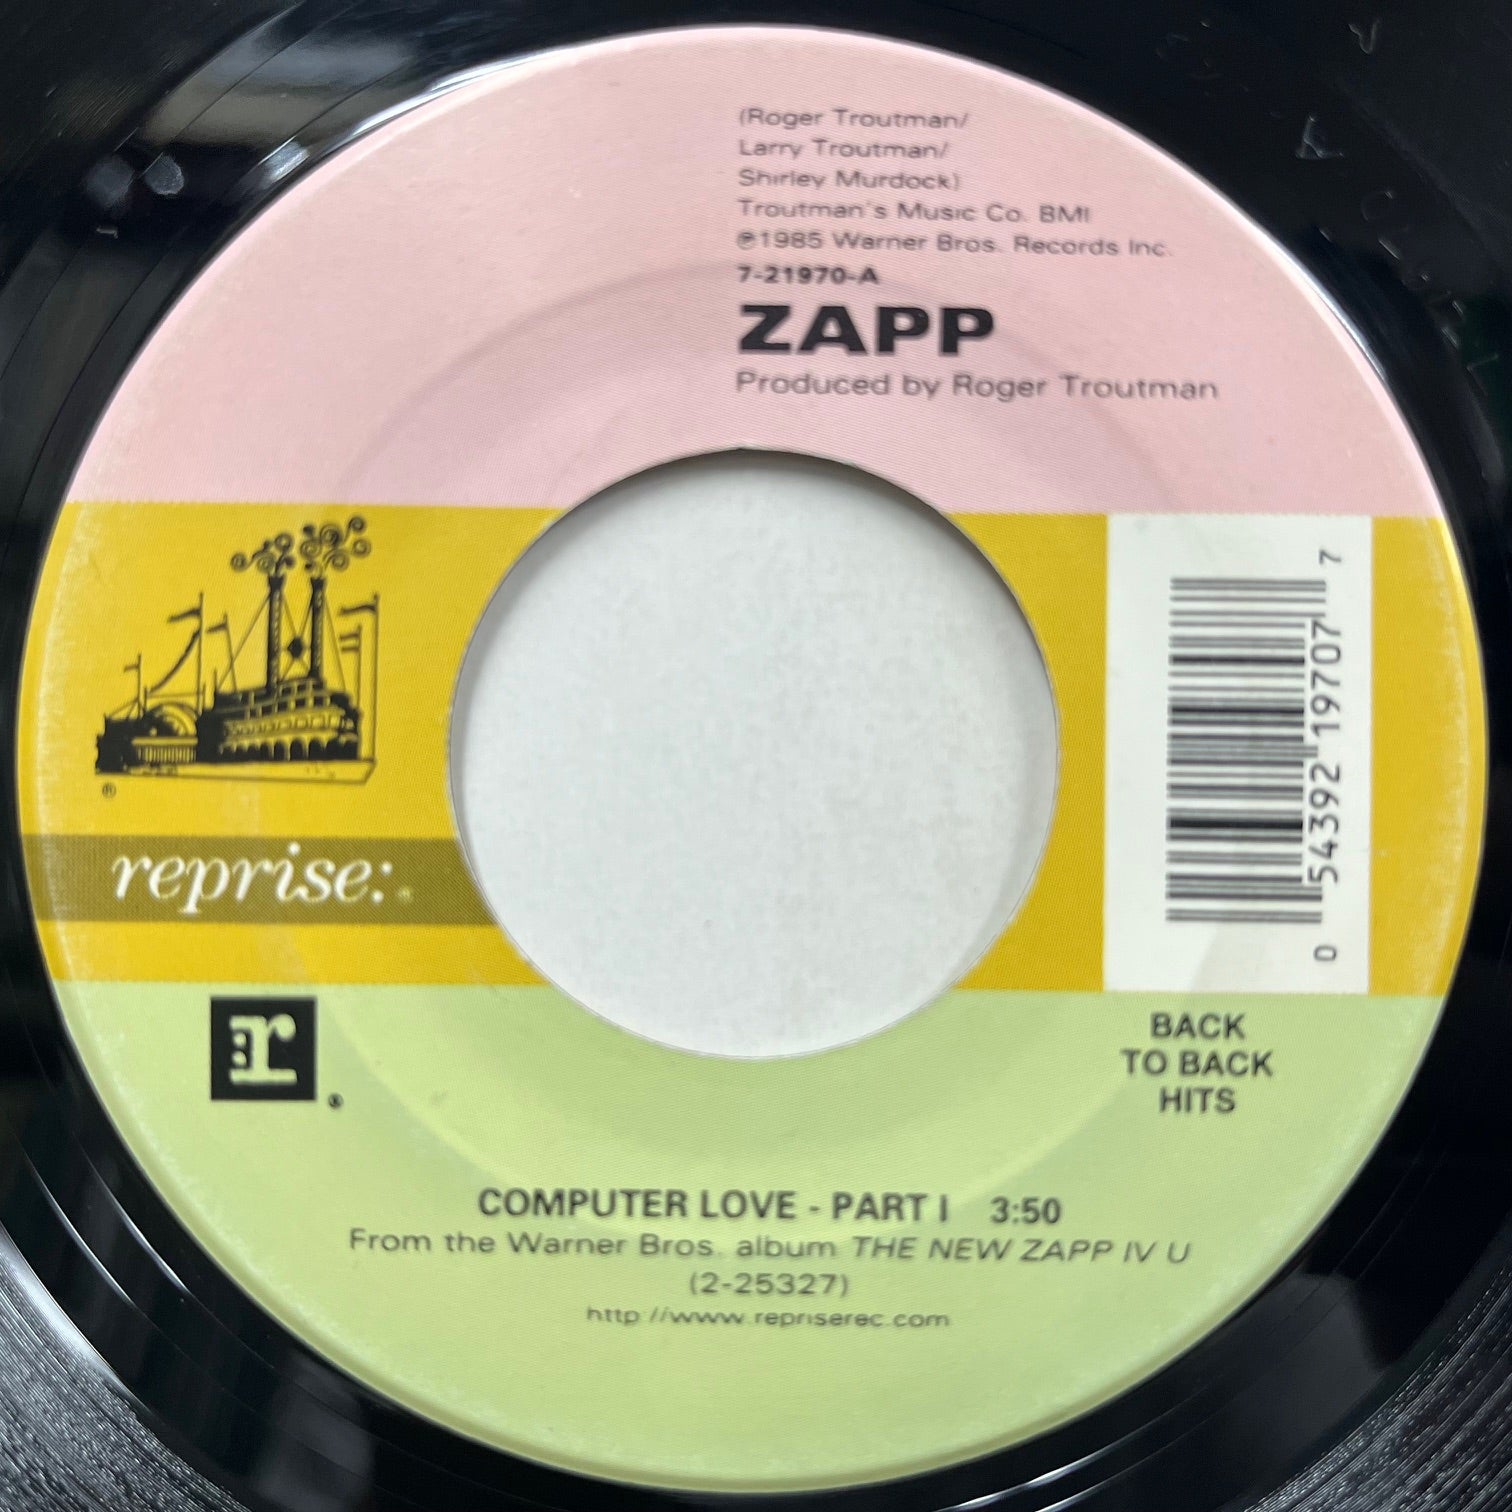 (Roger Troutman/
Larry Troutman/
Shirley Murdock)
Troutman's Music Co. BMI
℗1985 Warner Bros. Records Inc.
7-21970-A
ZAPP
Produced by Roger Troutman
®
reprise:®
r®
0 54392 19707 7
BACK
TO BACK
HITS
COMPUTER LOVE - PART I 3:50
From the Warner Bros. album THE NEW ZAPP IV U
(2-25327)
http://www.repriserec.com